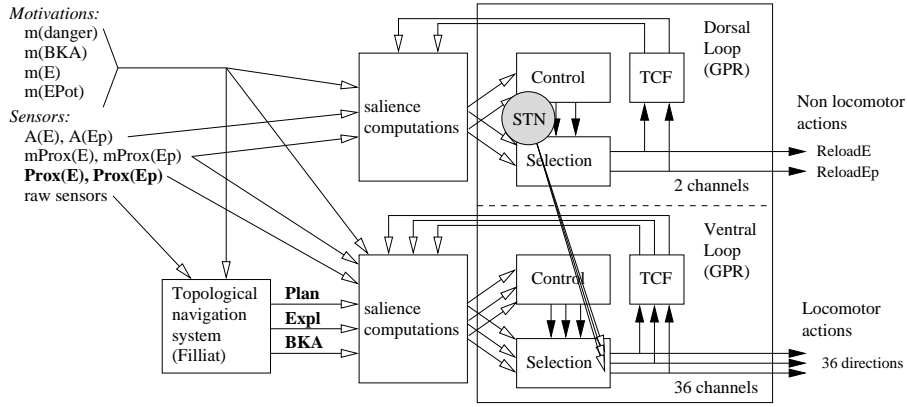 Motivations:
m(danger)
m(BKA)
m(E)
m(EPot)
Sensors:
A(E), A(Ep)
mProx(E), mProx(Ep)
Prox(E), Prox(Ep)
raw sensors
Topological
navigation
system
(Filliat)
Plan
Expl
BKA
salience
computations
Control
STN
Selection
TCF
Dorsal
Loop
(GPR)
2 channels
Non locomotor
actions
ReloadE
ReloadEp
salience
computations
Control
Selection
TCF
Ventral
Loop
(GPR)
36 channels
Locomotor
actions
36 directions